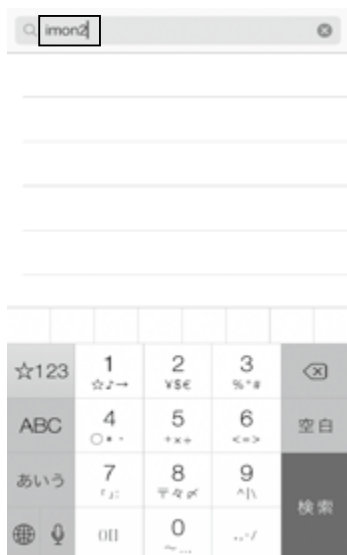 imon2
☆123 1 2 3
☆♪→ ¥$€ %°#
ABC 4 5 6 空白
○*・ +×÷ <=>
あいう 7 8 9
「」: 〒々〆 ^|\
検索
()[] 0 .,-/
~…